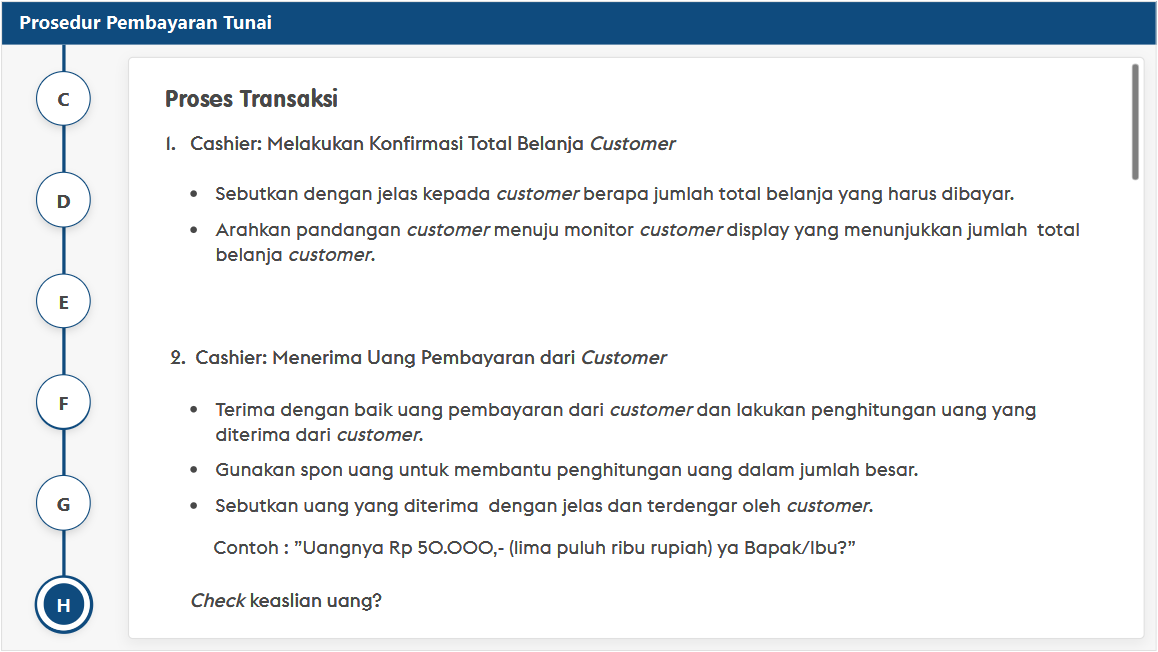 Prosedur Pembayaran Tunai
C
D
E
F
G
H
Proses Transaksi
1. Cashier: Melakukan Konfirmasi Total Belanja Customer
• Sebutkan dengan jelas kepada customer berapa jumlah total belanja yang harus dibayar.
• Arahkan pandangan customer menuju monitor customer display yang menunjukkan jumlah total
belanja customer.
2. Cashier: Menerima Uang Pembayaran dari Customer
• Terima dengan baik uang pembayaran dari customer dan lakukan penghitungan uang yang
diterima dari customer.
• Gunakan spon uang untuk membantu penghitungan uang dalam jumlah besar.
• Sebutkan uang yang diterima dengan jelas dan terdengar oleh customer.
Contoh : ”Uangnya Rp 50.000,- (lima puluh ribu rupiah) ya Bapak/Ibu?”
Check keaslian uang?